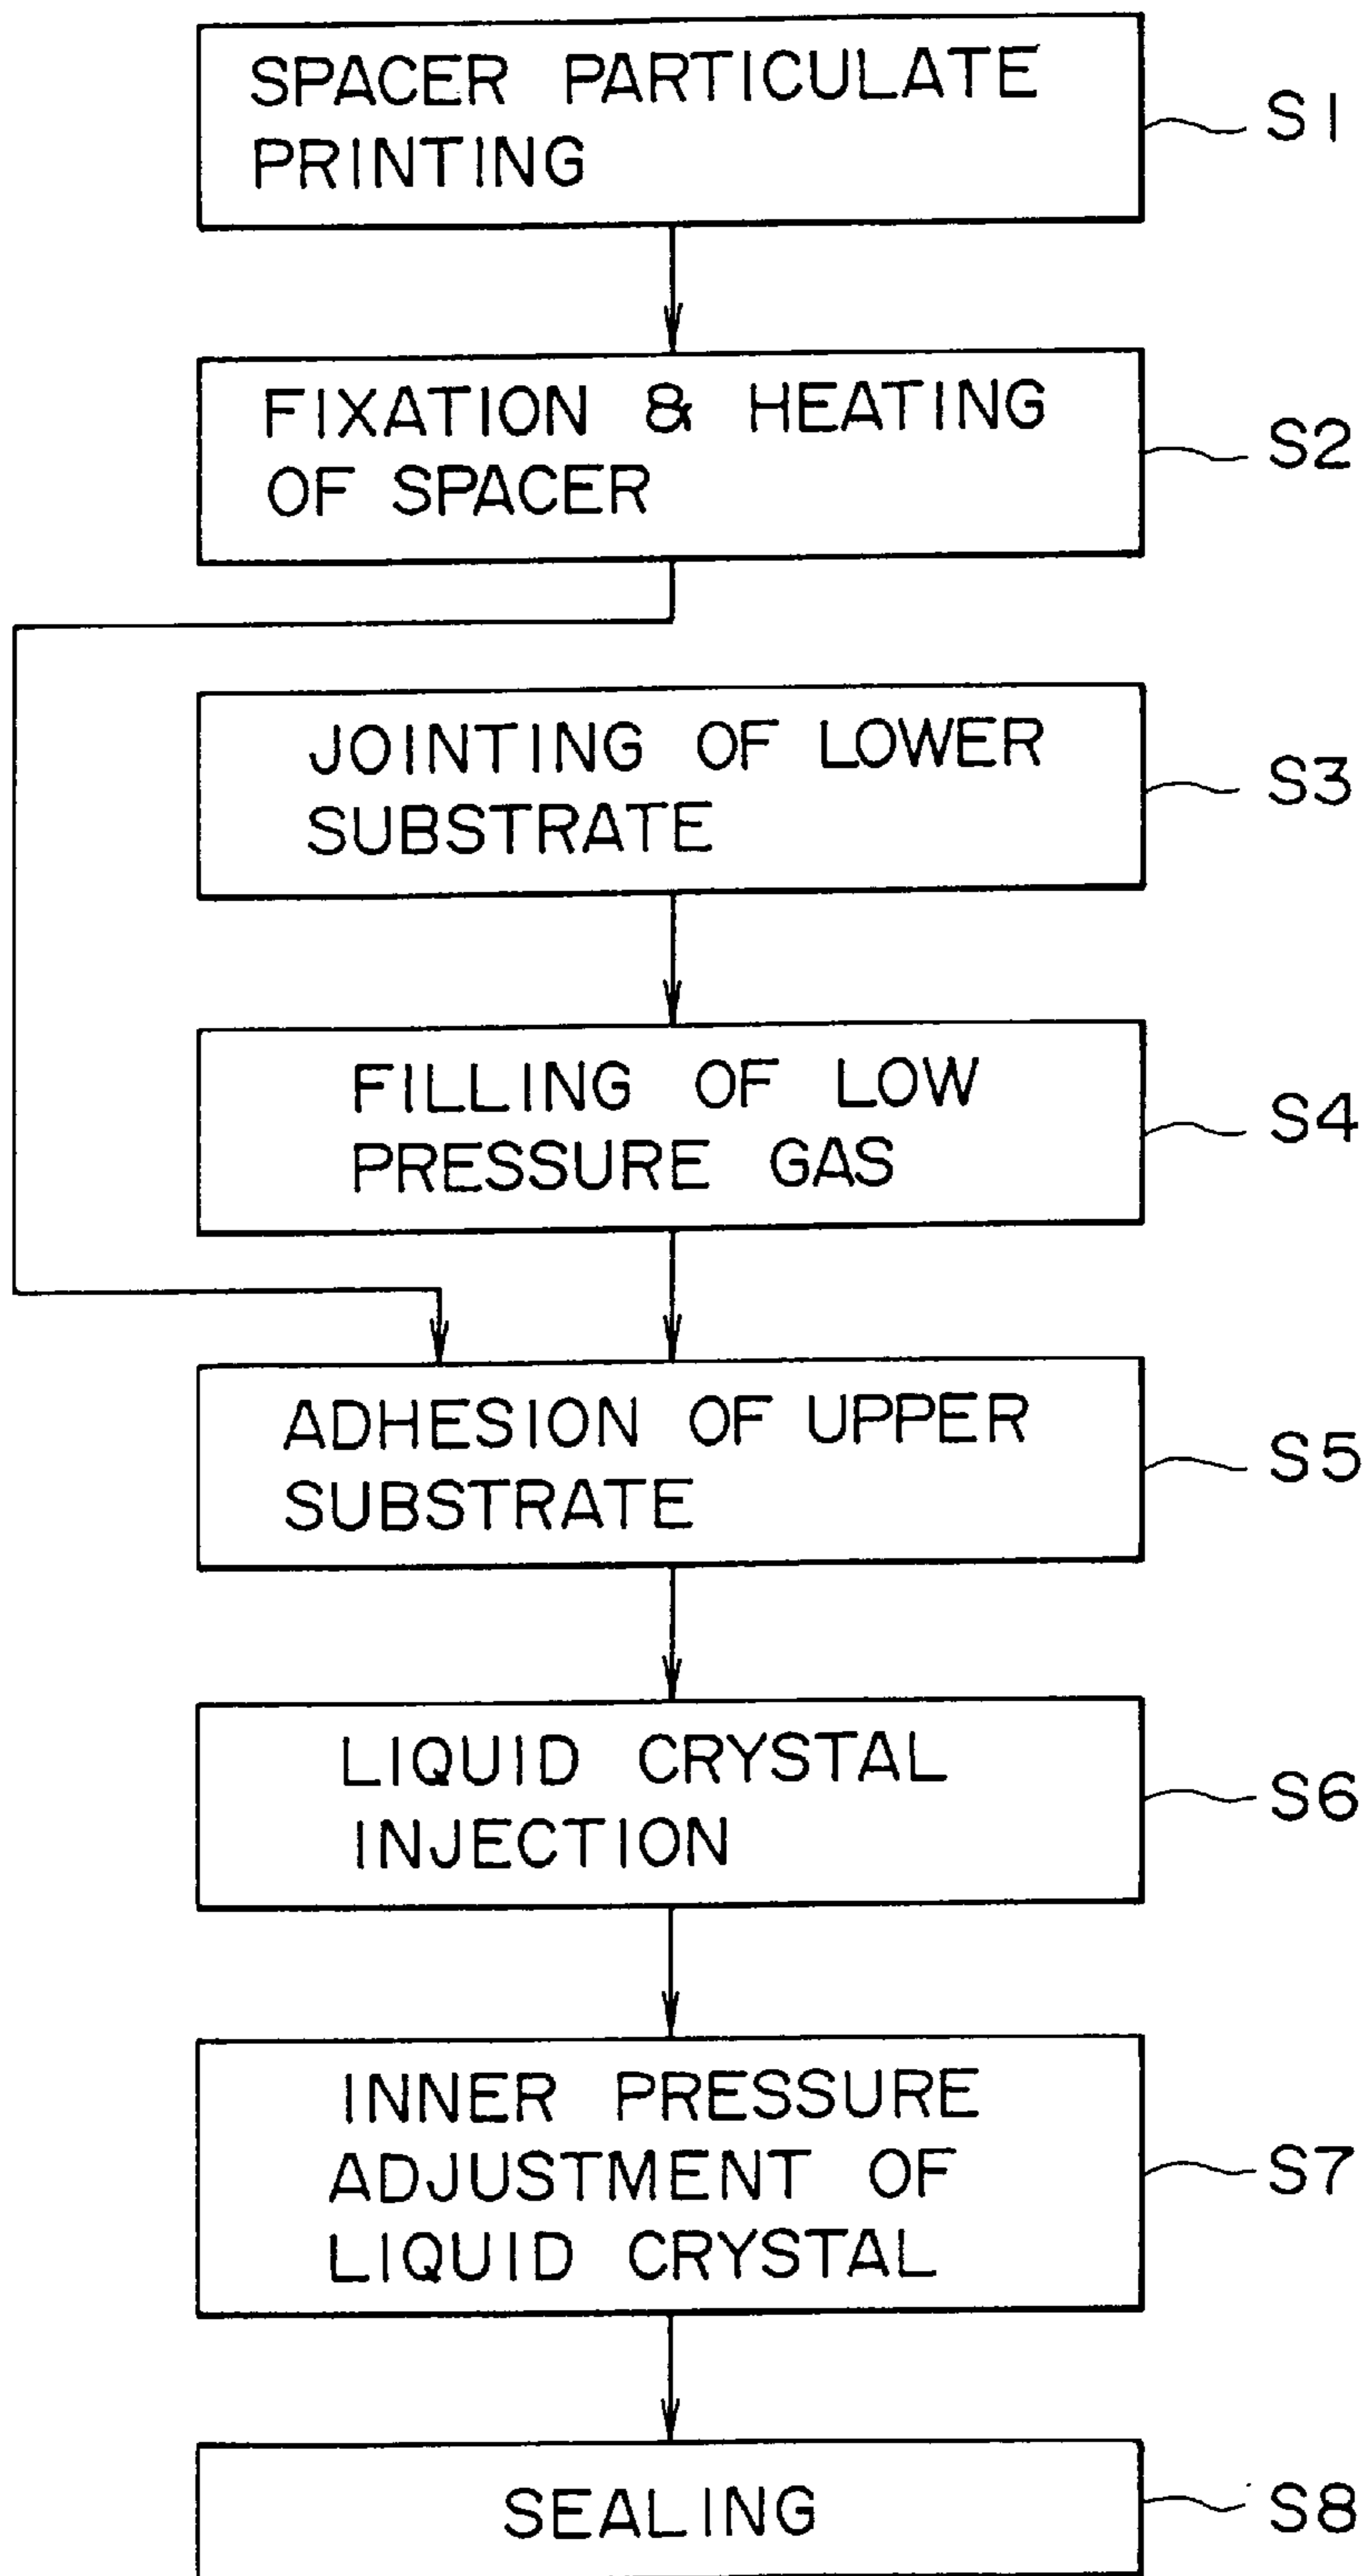 SPACER PARTICULATE
PRINTING
S1
FIXATION & HEATING
OF SPACER
S2
JOINTING OF LOWER
SUBSTRATE
S3
FILLING OF LOW
PRESSURE GAS
S4
ADHESION OF UPPER
SUBSTRATE
S5
LIQUID CRYSTAL
INJECTION
S6
INNER PRESSURE
ADJUSTMENT OF
LIQUID CRYSTAL
S7
SEALING
S8